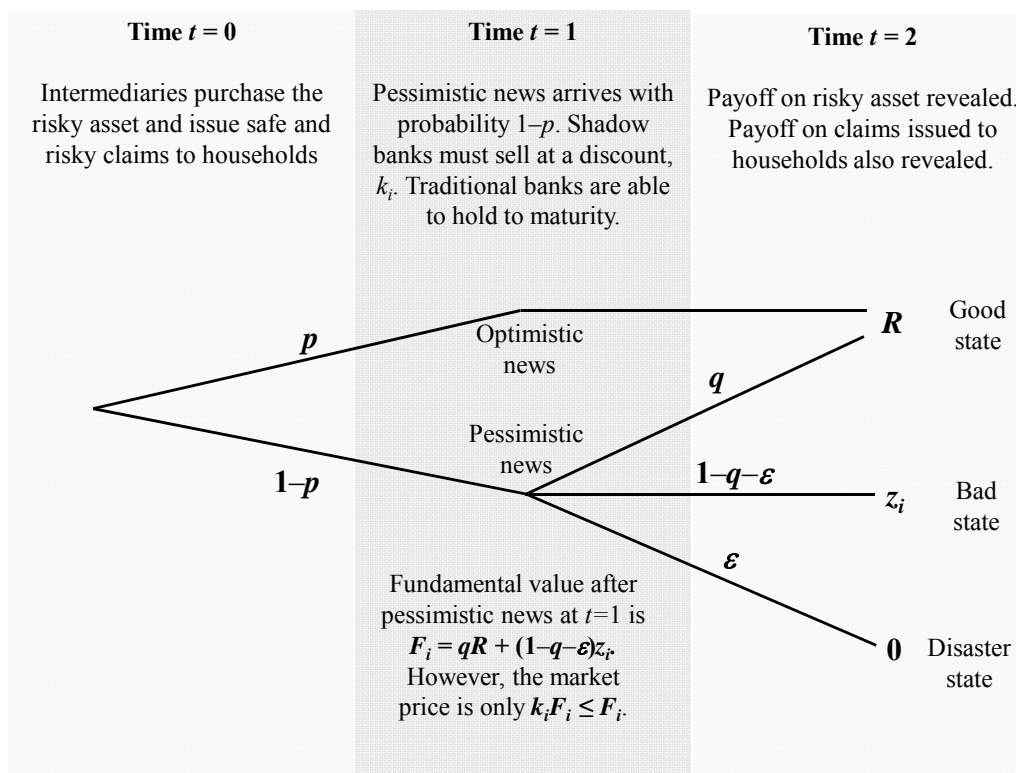 Time t = 0
Intermediaries purchase the
risky asset and issue safe and
risky claims to households
Time t = 1
Pessimistic news arrives with
probability 1–p. Shadow
banks must sell at a discount,
kᵢ. Traditional banks are able
to hold to maturity.
Time t = 2
Payoff on risky asset revealed.
Payoff on claims issued to
households also revealed.
p
Optimistic
news
R
Good
state
q
Pessimistic
news
1–p
1–q–ε
zᵢ
Bad
state
ε
0
Disaster
state
Fundamental value after
pessimistic news at t=1 is
Fᵢ = qR + (1–q–ε)zᵢ.
However, the market
price is only kᵢFᵢ ≤ Fᵢ.